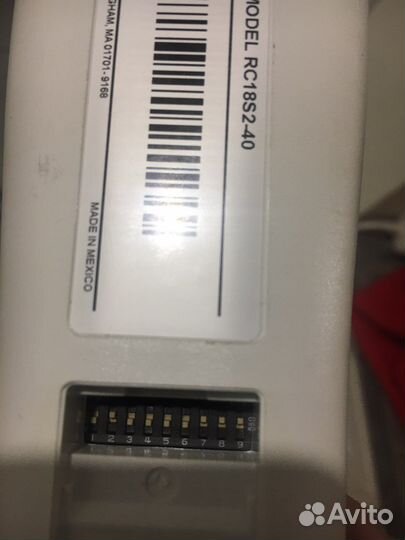 MODEL RC18S2-40
GHAM, MA 01701-9168
MADE IN MEXICO
1 2 3 4 5 6 7 8 9
Avito